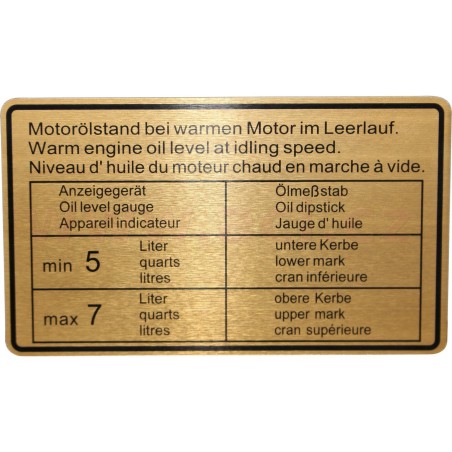 Motorölstand bei warmen Motor im Leerlauf.
Warm engine oil level at idling speed.
Niveau d' huile du moteur chaud en marche à vide.
Anzeigegerät
Oil level gauge
Appareil indicateur
Ölmeßstab
Oil dipstick
Jauge d' huile
min 5
Liter
quarts
litres
untere Kerbe
lower mark
cran inférieure
max 7
Liter
quarts
litres
obere Kerbe
upper mark
cran supérieure